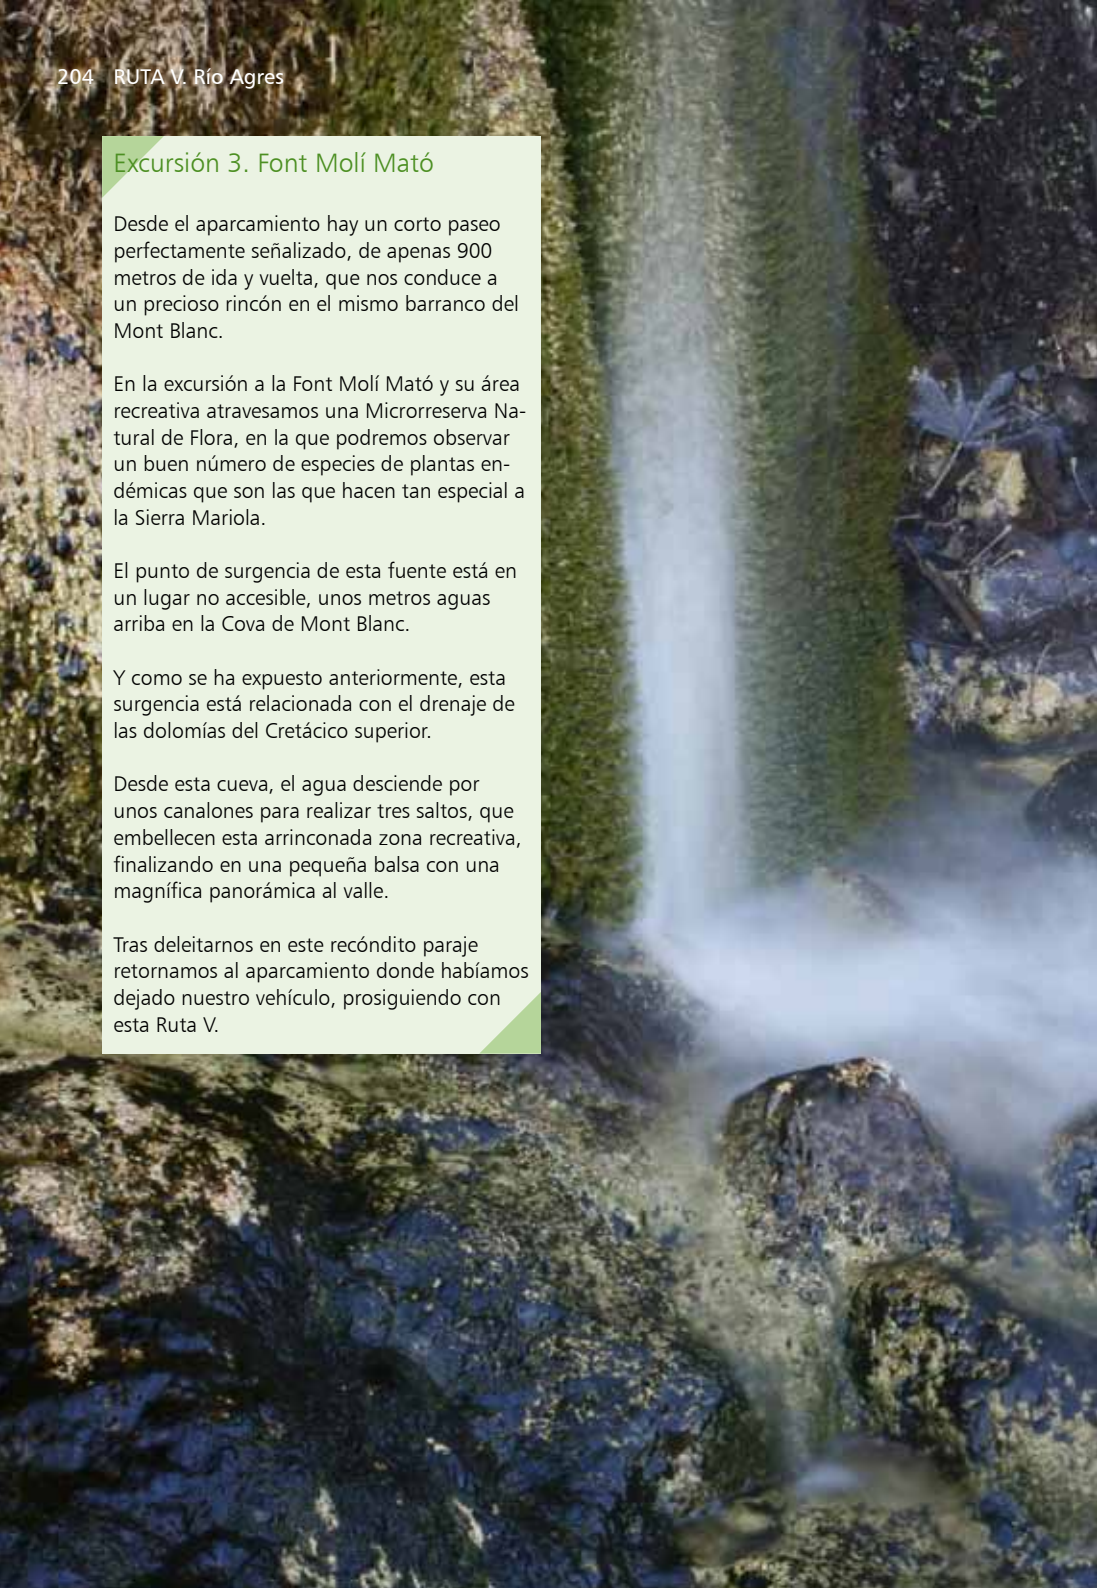 204 RUTA V. Río Agres
Excursión 3. Font Molí Mató
Desde el aparcamiento hay un corto paseo
perfectamente señalizado, de apenas 900
metros de ida y vuelta, que nos conduce a
un precioso rincón en el mismo barranco del
Mont Blanc.
En la excursión a la Font Molí Mató y su área
recreativa atravesamos una Microrreserva Na-
tural de Flora, en la que podremos observar
un buen número de especies de plantas en-
démicas que son las que hacen tan especial a
la Sierra Mariola.
El punto de surgencia de esta fuente está en
un lugar no accesible, unos metros aguas
arriba en la Cova de Mont Blanc.
Y como se ha expuesto anteriormente, esta
surgencia está relacionada con el drenaje de
las dolomías del Cretácico superior.
Desde esta cueva, el agua desciende por
unos canalones para realizar tres saltos, que
embellecen esta arrinconada zona recreativa,
finalizando en una pequeña balsa con una
magnífica panorámica al valle.
Tras deleitarnos en este recóndito paraje
retornamos al aparcamiento donde habíamos
dejado nuestro vehículo, prosiguiendo con
esta Ruta V.